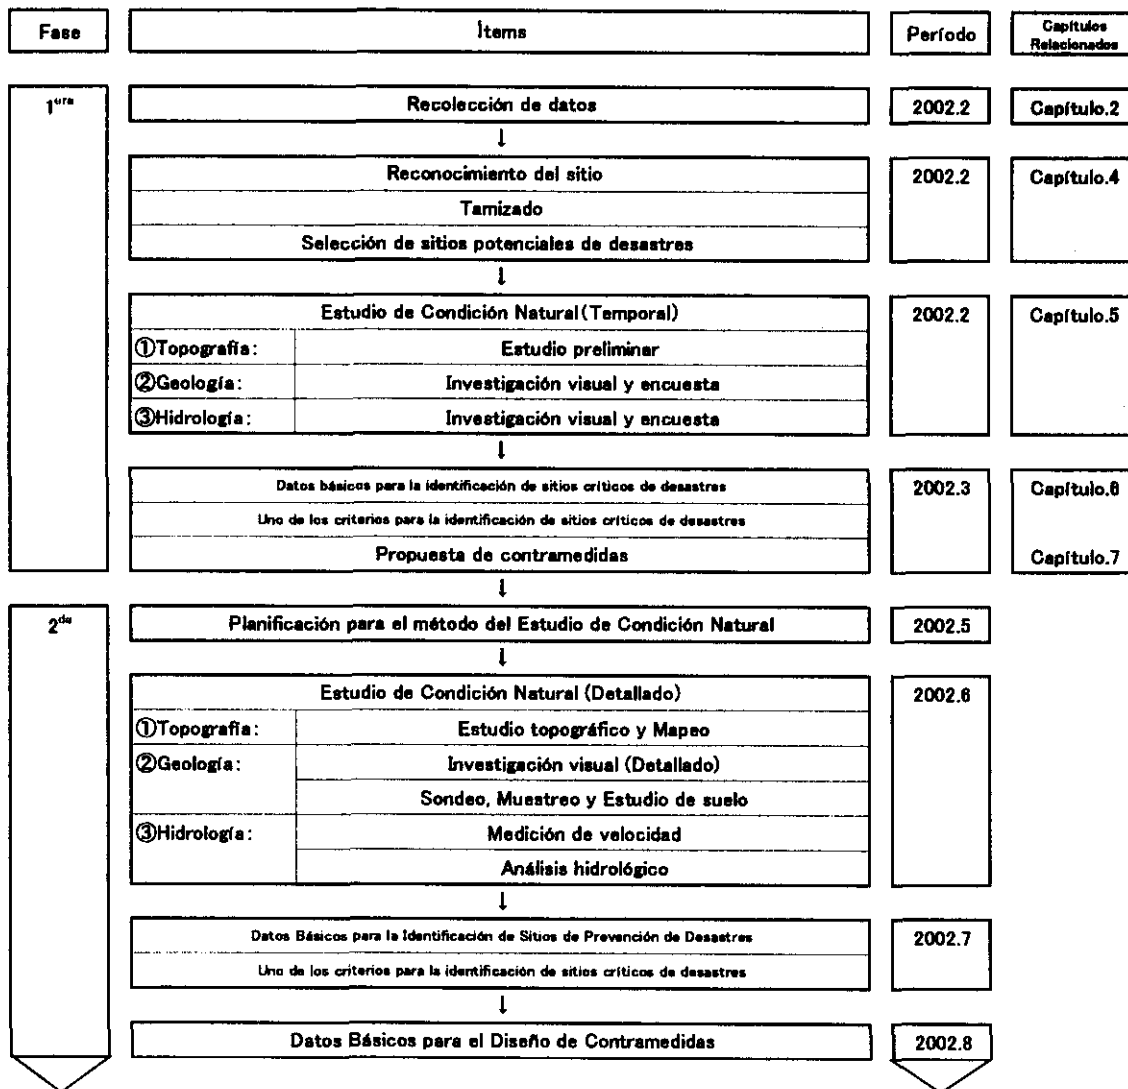 Fase Ítems Período Capítulos
Relacionados
1ura Recolección de datos 2002.2 Capítulo.2
↓
Reconocimiento del sitio 2002.2 Capítulo.4
Tamizado
Selección de sitios potenciales de desastres
↓
Estudio de Condición Natural(Temporal) 2002.2 Capítulo.5
①Topografía: Estudio preliminar
②Geología: Investigación visual y encuesta
③Hidrología: Investigación visual y encuesta
↓
Datos básicos para la identificación de sitios críticos de desastres 2002.3 Capítulo.6
Uno de los criterios para la identificación de sitios críticos de desastres
Propuesta de contramedidas Capítulo.7
↓
2da Planificación para el método del Estudio de Condición Natural 2002.5
↓
Estudio de Condición Natural (Detallado) 2002.6
①Topografía: Estudio topográfico y Mapeo
②Geología: Investigación visual (Detallado)
Sondeo, Muestreo y Estudio de suelo
③Hidrología: Medición de velocidad
Análisis hidrológico
↓
Datos Básicos para la Identificación de Sitios de Prevención de Desastres 2002.7
Uno de los criterios para la identificación de sitios críticos de desastres
↓
Datos Básicos para el Diseño de Contramedidas 2002.8